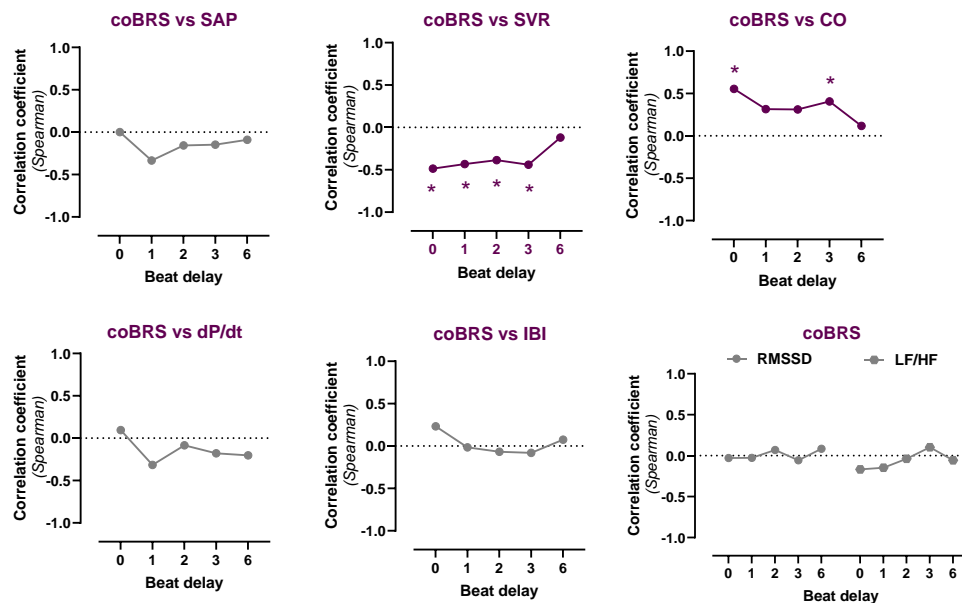 coBRS vs SAP
Correlation coefficient
(Spearman)
1.0
0.5
0.0
-0.5
-1.0
0 1 2 3 6
Beat delay
coBRS vs SVR
Correlation coefficient
(Spearman)
1.0
0.5
0.0
-0.5
-1.0
* * * *
0 1 2 3 6
Beat delay
coBRS vs CO
Correlation coefficient
(Spearman)
1.0
0.5
0.0
-0.5
-1.0
* *
0 1 2 3 6
Beat delay
coBRS vs dP/dt
Correlation coefficient
(Spearman)
1.0
0.5
0.0
-0.5
-1.0
0 1 2 3 6
Beat delay
coBRS vs IBI
Correlation coefficient
(Spearman)
1.0
0.5
0.0
-0.5
-1.0
0 1 2 3 6
Beat delay
coBRS
RMSSD LF/HF
Correlation coefficient
(Spearman)
1.0
0.5
0.0
-0.5
-1.0
0 1 2 3 6 0 1 2 3 6
Beat delay